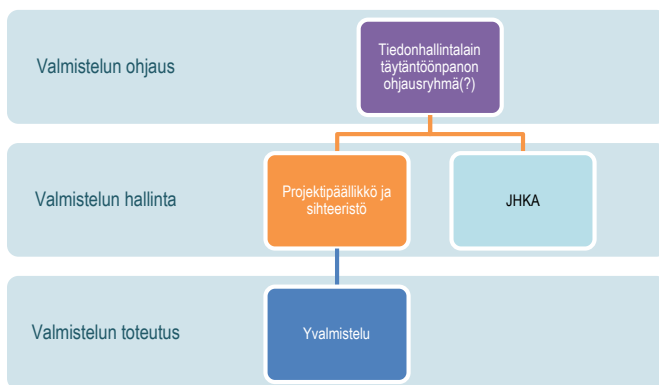 Valmistelun ohjaus
Tiedonhallintalain
täytäntöönpanon
ohjausryhmä(?)
Valmistelun hallinta
Projektipäällikkö ja
sihteeristö
JHKA
Valmistelun toteutus
Yvalmistelu